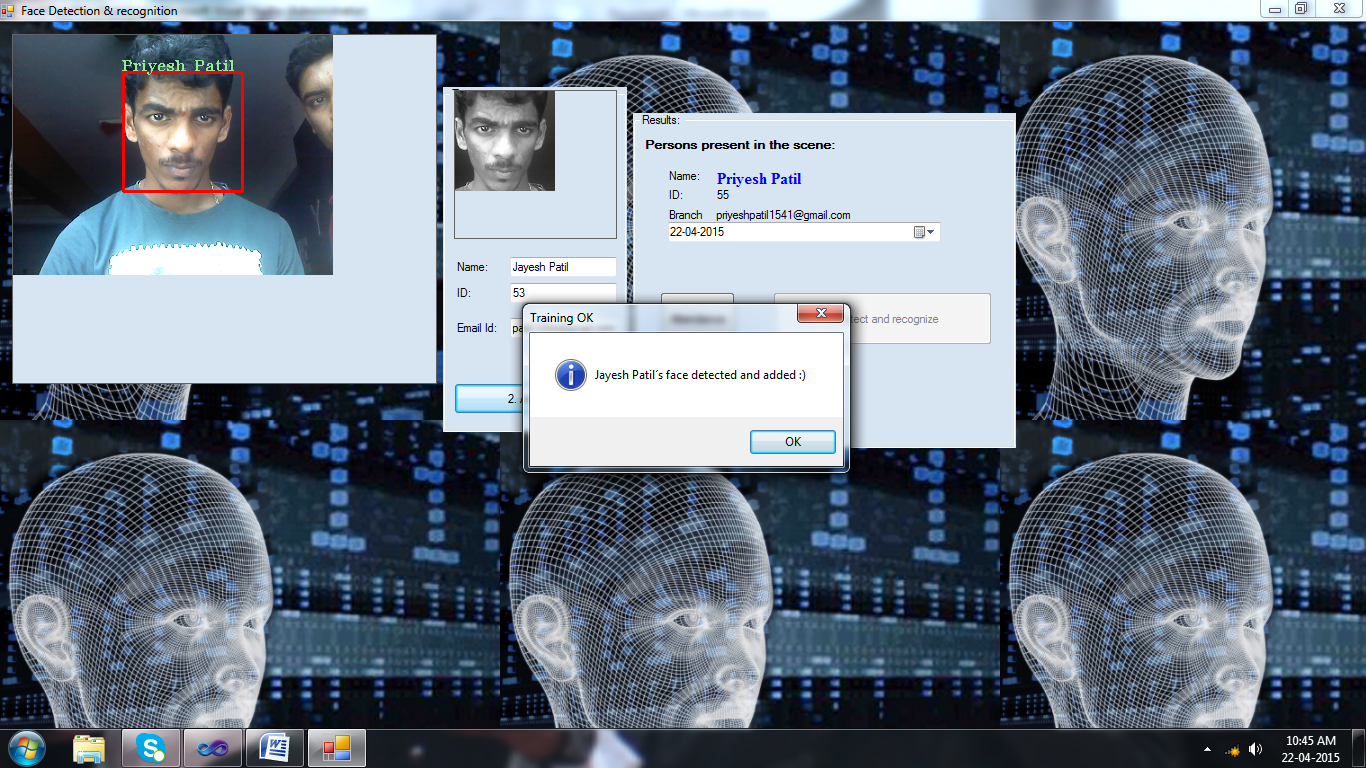 Face Detection & recognition
Priyesh Patil
Name: Jayesh Patil
ID: 53
Email Id:
2.
Results:
Persons present in the scene:
Name: Priyesh Patil
ID: 55
Branch priyeshpatil1541@gmail.com
22-04-2015
ect and recognize
Training OK
Jayesh Patil´s face detected and added :)
OK
10:45 AM
22-04-2015